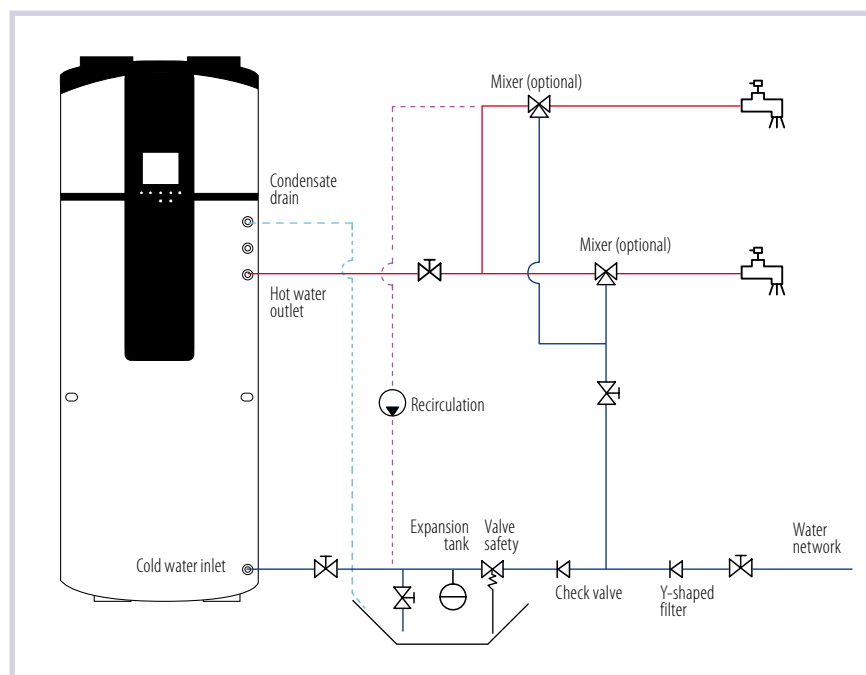 Mixer (optional)
Condensate
drain
Mixer (optional)
Hot water
outlet
Recirculation
Expansion
tank
Valve
safety
Water
network
Cold water inlet
Check valve
Y-shaped
filter